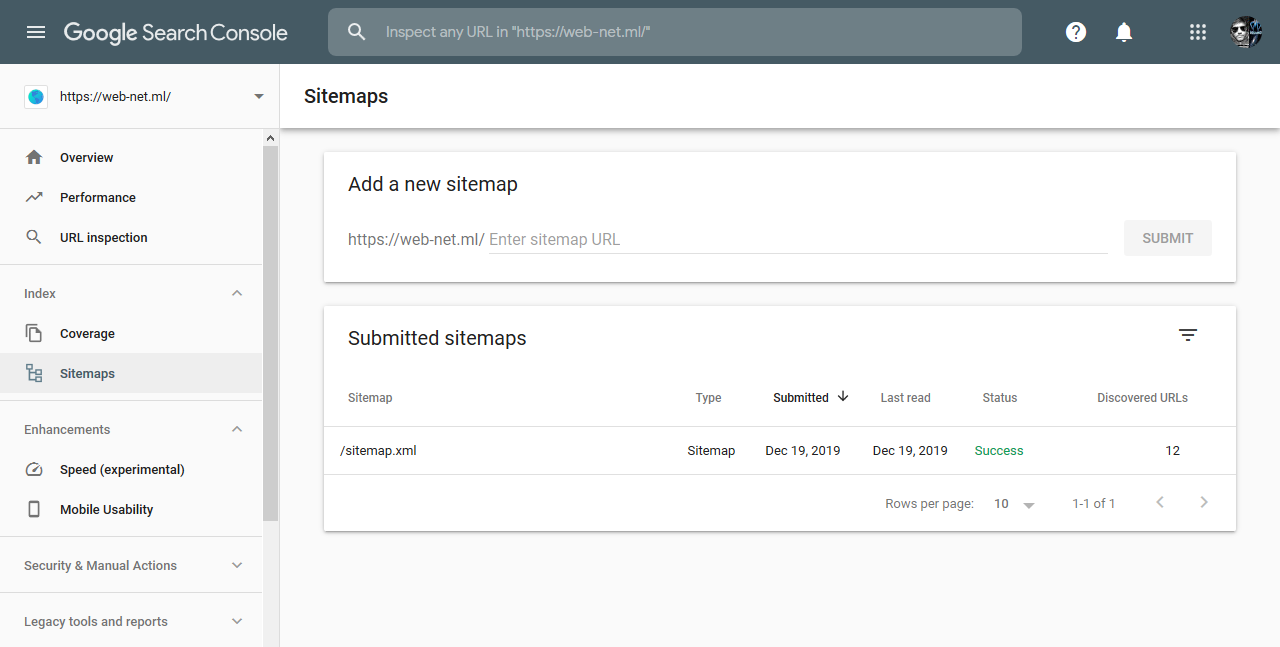 Google Search Console
Inspect any URL in "https://web-net.ml/"
https://web-net.ml/
Overview
Performance
URL inspection
Index
Coverage
Sitemaps
Enhancements
Speed (experimental)
Mobile Usability
Security & Manual Actions
Legacy tools and reports
Sitemaps
Add a new sitemap
https://web-net.ml/ Enter sitemap URL SUBMIT
Submitted sitemaps
Sitemap Type Submitted Last read Status Discovered URLs
/sitemap.xml Sitemap Dec 19, 2019 Dec 19, 2019 Success 12
Rows per page: 10 1-1 of 1